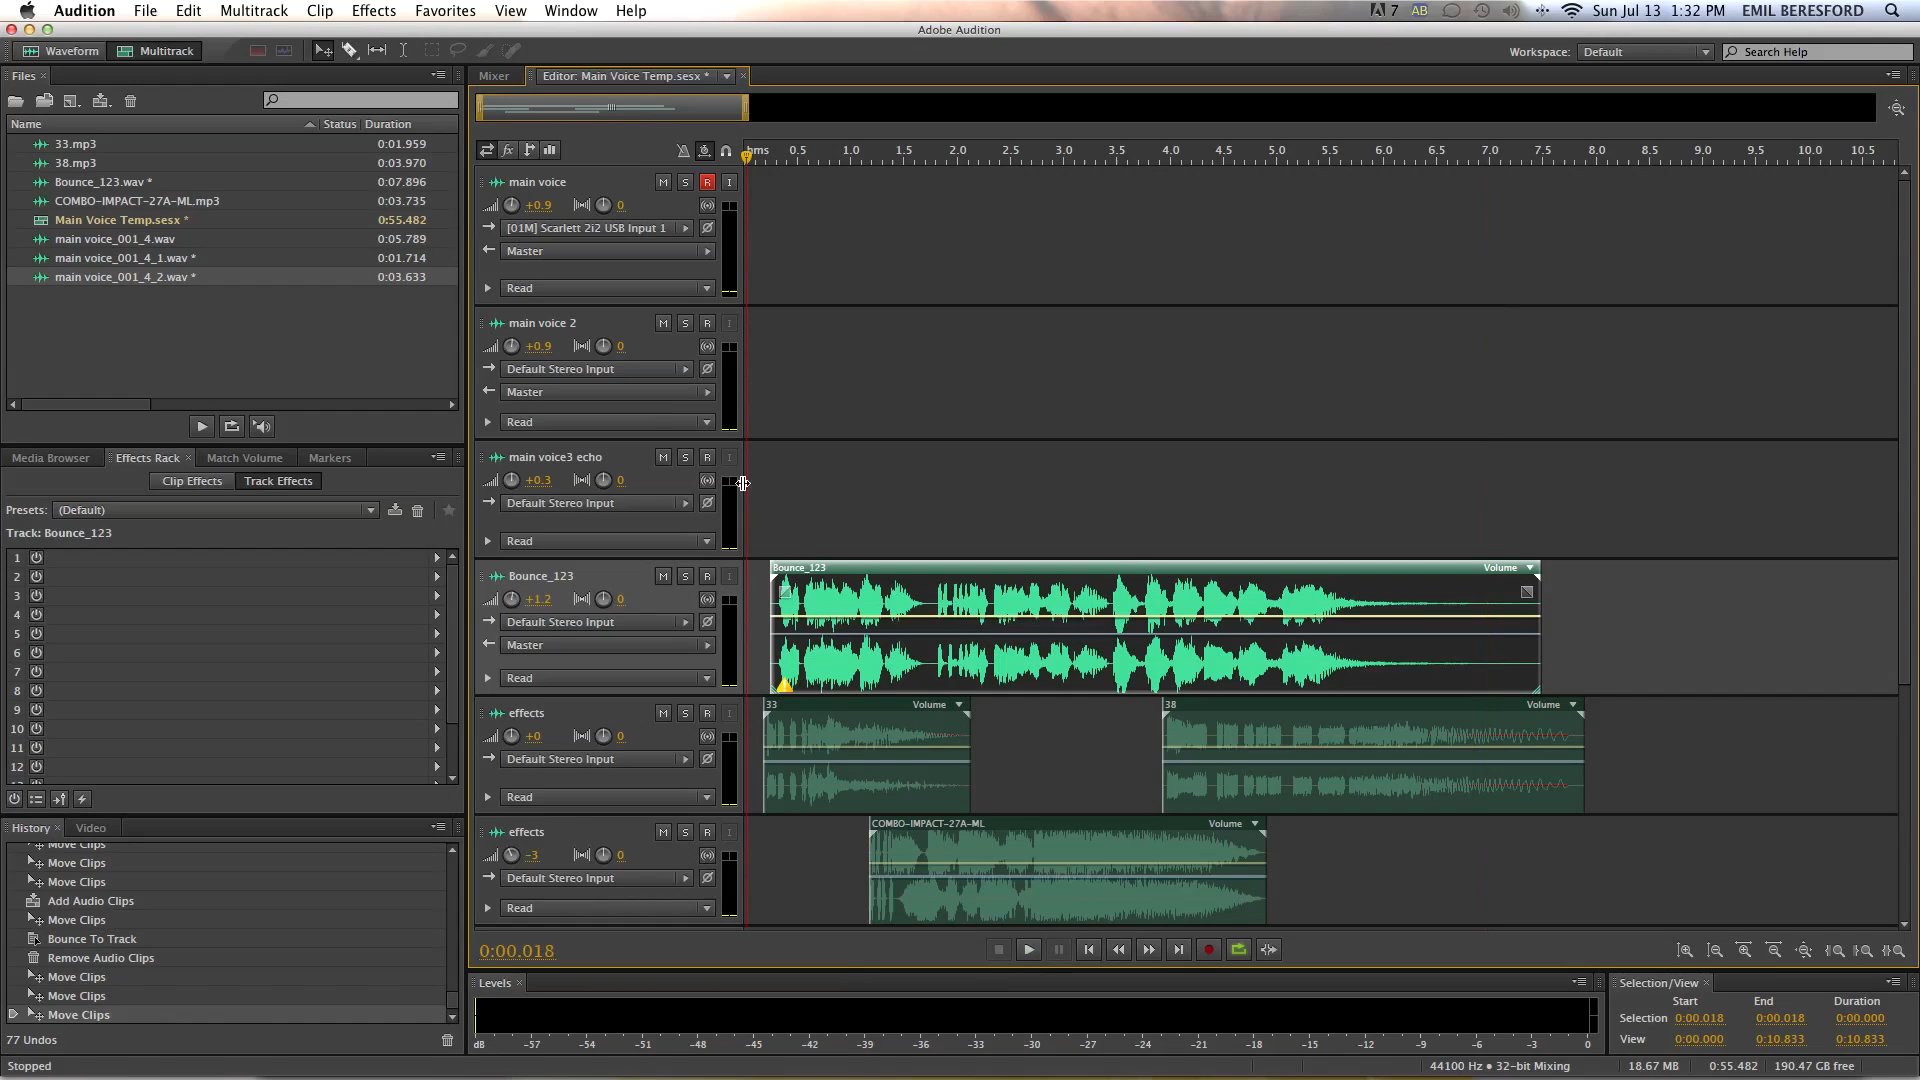 Audition File Edit Multitrack Clip Effects Favorites View Window Help 7 AB Sun Jul 13 1:32 PM EMIL BERESFORD
Adobe Audition
Waveform Multitrack Workspace: Default Search Help
Files
Name Status Duration
33.mp3 0:01.959
38.mp3 0:03.970
Bounce_123.wav * 0:07.896
COMBO-IMPACT-27A-ML.mp3 0:03.735
Main Voice Temp.sesx * 0:55.482
main voice_001_4.wav 0:05.789
main voice_001_4_1.wav * 0:01.714
main voice_001_4_2.wav * 0:03.633
Media Browser Effects Rack Match Volume Markers
Clip Effects Track Effects
Presets: (Default)
Track: Bounce_123
1
2
3
4
5
6
7
8
9
10
11
12
History Video
Move Clips
Move Clips
Move Clips
Add Audio Clips
Move Clips
Bounce To Track
Remove Audio Clips
Move Clips
Move Clips
Move Clips
77 Undos
Stopped
Mixer Editor: Main Voice Temp.sesx *
fx hms 0.5 1.0 1.5 2.0 2.5 3.0 3.5 4.0 4.5 5.0 5.5 6.0 6.5 7.0 7.5 8.0 8.5 9.0 9.5 10.0 10.5
main voice M S R I
+0.9 0
[01M] Scarlett 2i2 USB Input 1
Master
Read
main voice 2 M S R I
+0.9 0
Default Stereo Input
Master
Read
main voice3 echo M S R I
+0.3 0
Default Stereo Input
Read
Bounce_123 M S R I
+1.2 0
Default Stereo Input
Master
Read
Bounce_123 Volume
effects M S R I
+0 0
Default Stereo Input
Read
33 Volume
38 Volume
effects M S R I
-3 0
Default Stereo Input
Read
COMBO-IMPACT-27A-ML Volume
0:00.018
Levels
dB -57 -54 -51 -48 -45 -42 -39 -36 -33 -30 -27 -24 -21 -18 -15 -12 -9 -6 -3 0
Selection/View
Start End Duration
Selection 0:00.018 0:00.018 0:00.000
View 0:00.000 0:10.833 0:10.833
44100 Hz • 32-bit Mixing 18.67 MB 0:55.482 190.47 GB free